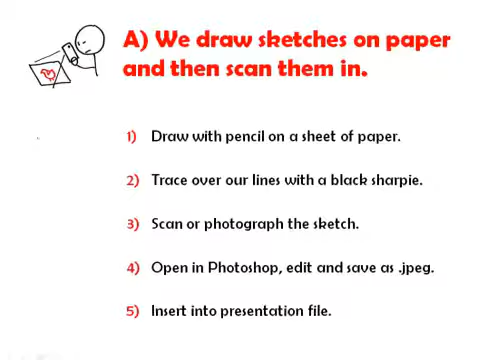 A) We draw sketches on paper
and then scan them in.
1) Draw with pencil on a sheet of paper.
2) Trace over our lines with a black sharpie.
3) Scan or photograph the sketch.
4) Open in Photoshop, edit and save as .jpeg.
5) Insert into presentation file.